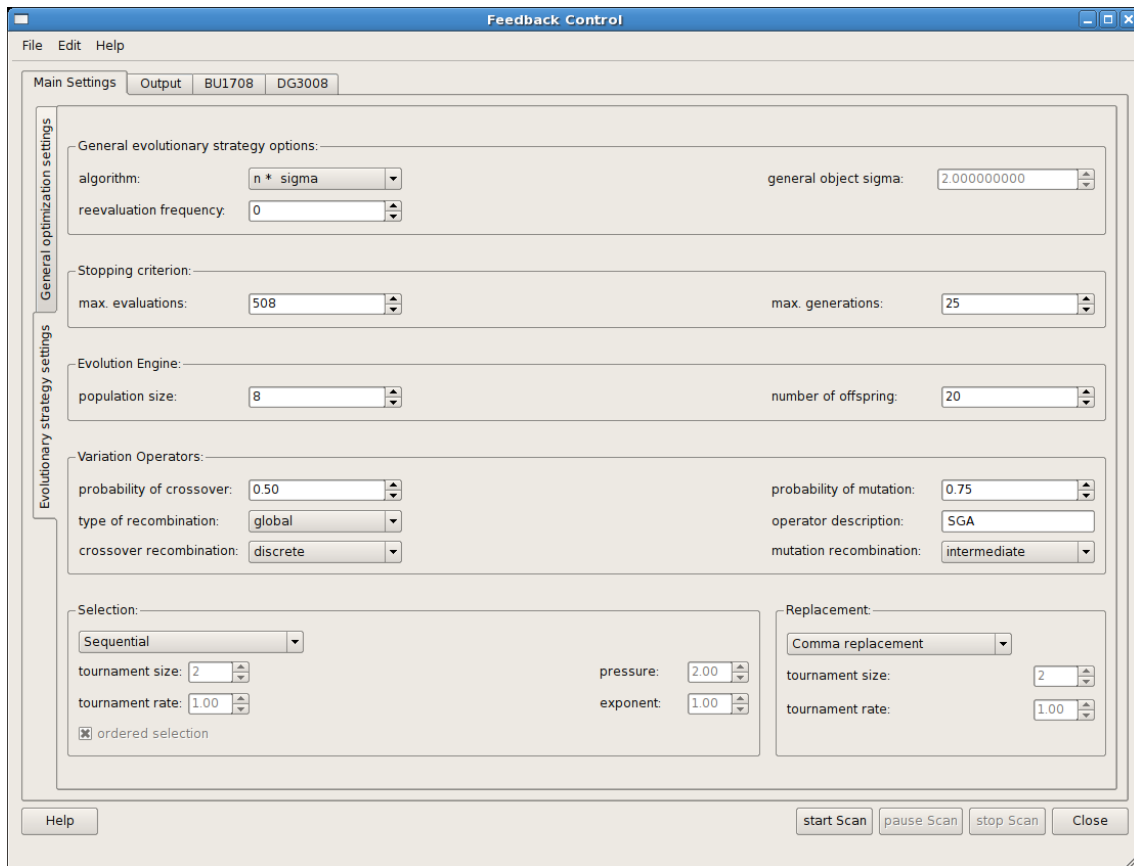 Feedback Control
File Edit Help
Main Settings Output BU1708 DG3008
General optimization settings
Evolutionary strategy settings
General evolutionary strategy options:
algorithm: n * sigma general object sigma: 2.000000000
reevaluation frequency: 0
Stopping criterion:
max. evaluations: 508 max. generations: 25
Evolution Engine:
population size: 8 number of offspring: 20
Variation Operators:
probability of crossover: 0.50 probability of mutation: 0.75
type of recombination: global operator description: SGA
crossover recombination: discrete mutation recombination: intermediate
Selection: Replacement:
Sequential Comma replacement
tournament size: 2 pressure: 2.00 tournament size: 2
tournament rate: 1.00 exponent: 1.00 tournament rate: 1.00
ordered selection
Help start Scan pause Scan stop Scan Close